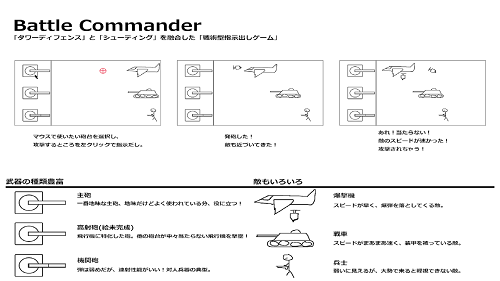 Battle Commander
「タワーディフェンス」と「シューティング」を融合した「戦術型指示出しゲーム」
マウスで使いたい砲台を選択し、
攻撃するところを左クリックで指示だし。
発砲した！
敵も近づいてきた！
あれ！当たらない！
敵のスピードが速かった！
攻撃されちゃう！
武器の種類豊富
主砲
一番地味な主砲。地味だけどよく使われている分、役に立つ！
高射砲(絵未完成)
飛行機に特化した砲台。他の砲台が中々当たらない飛行機を撃墜！
機関砲
弾は弱めだが、連射性能がいい！対人兵器の典型。
敵もいろいろ
爆撃機
スピードが早く、爆弾を落としてくる敵。
戦車
スピードがまあまあ速く、装甲を纏っている敵。
兵士
弱いに見えるが、大勢で来ると軽視できない敵。